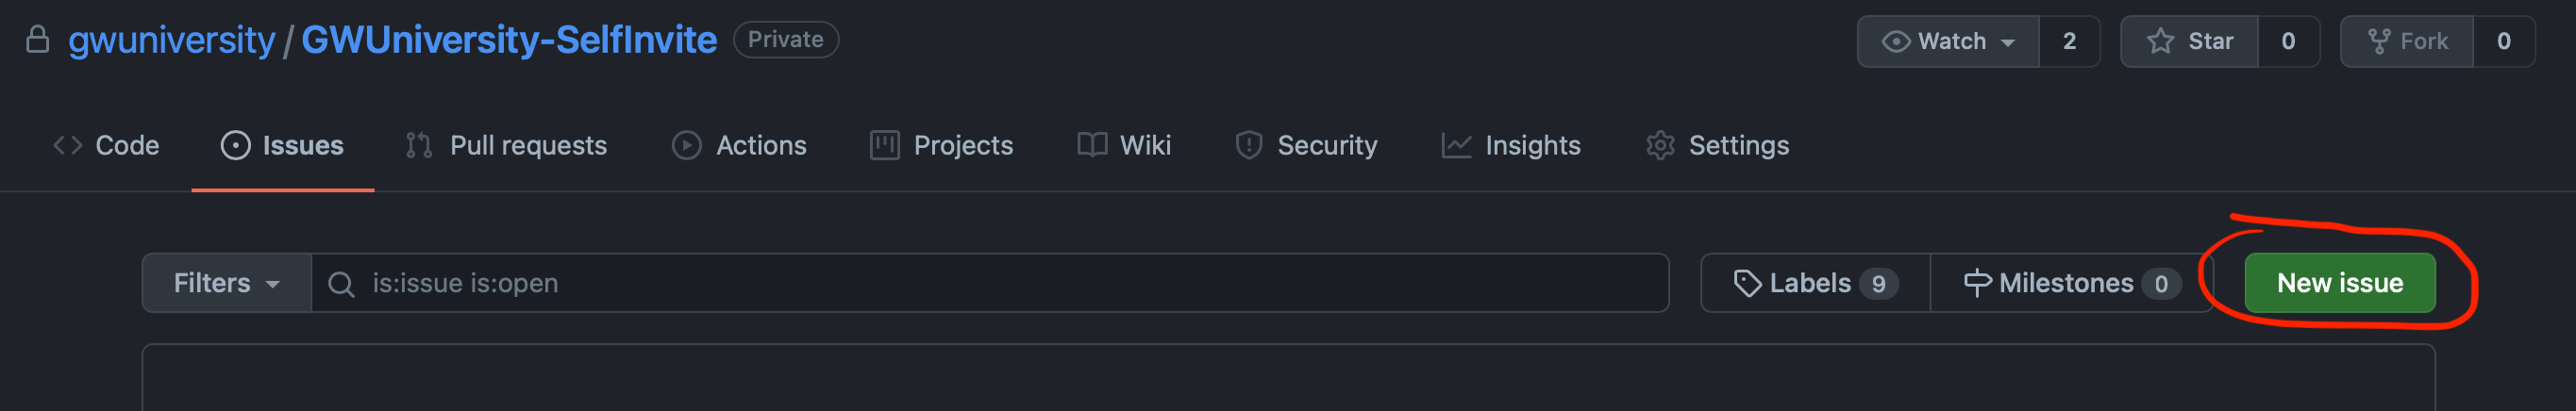 gwuniversity / GWUniversity-SelfInvite Private Watch 2 Star 0 Fork 0
Code Issues Pull requests Actions Projects Wiki Security Insights Settings
Filters is:issue is:open Labels 9 Milestones 0 New issue